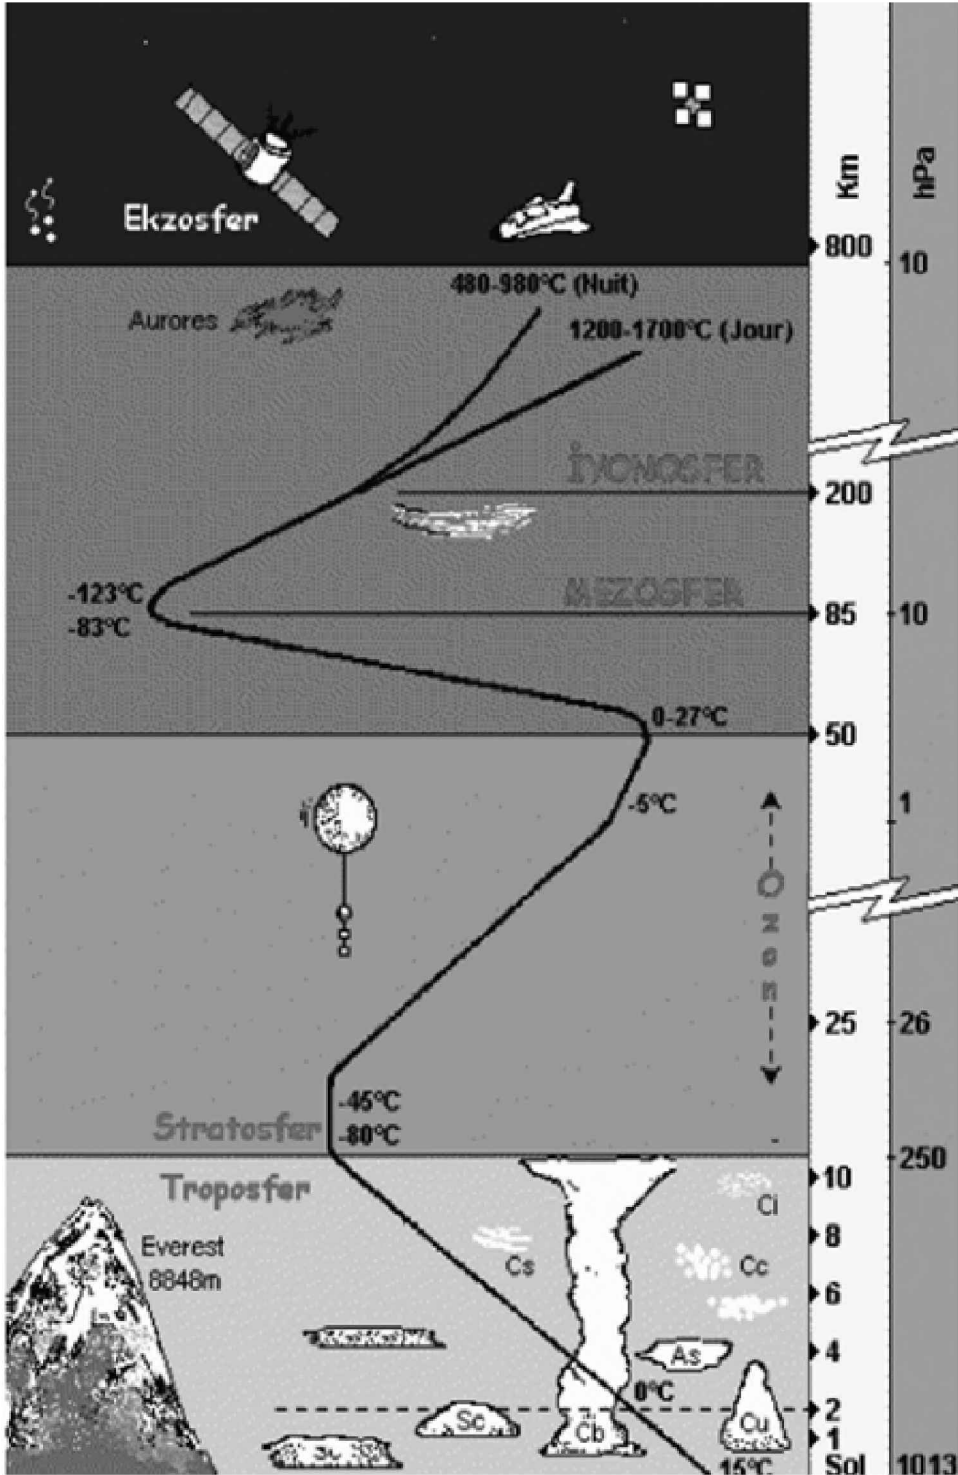 Km
hPa
Ekzosfer
800
10
480-980°C (Nuit)
Aurores
1200-1700°C (Jour)
İYONOSFER
200
-123°C
MEZOSFER
-83°C
85
10
0-27°C
50
-5°C
1
Ozon
25
26
-45°C
Stratosfer
-80°C
250
Troposfer
10
Ci
Everest
8848m
8
Cs
Cc
6
4
As
0°C
2
Sc
Cu
Cb
1
15°C
Sol
1013